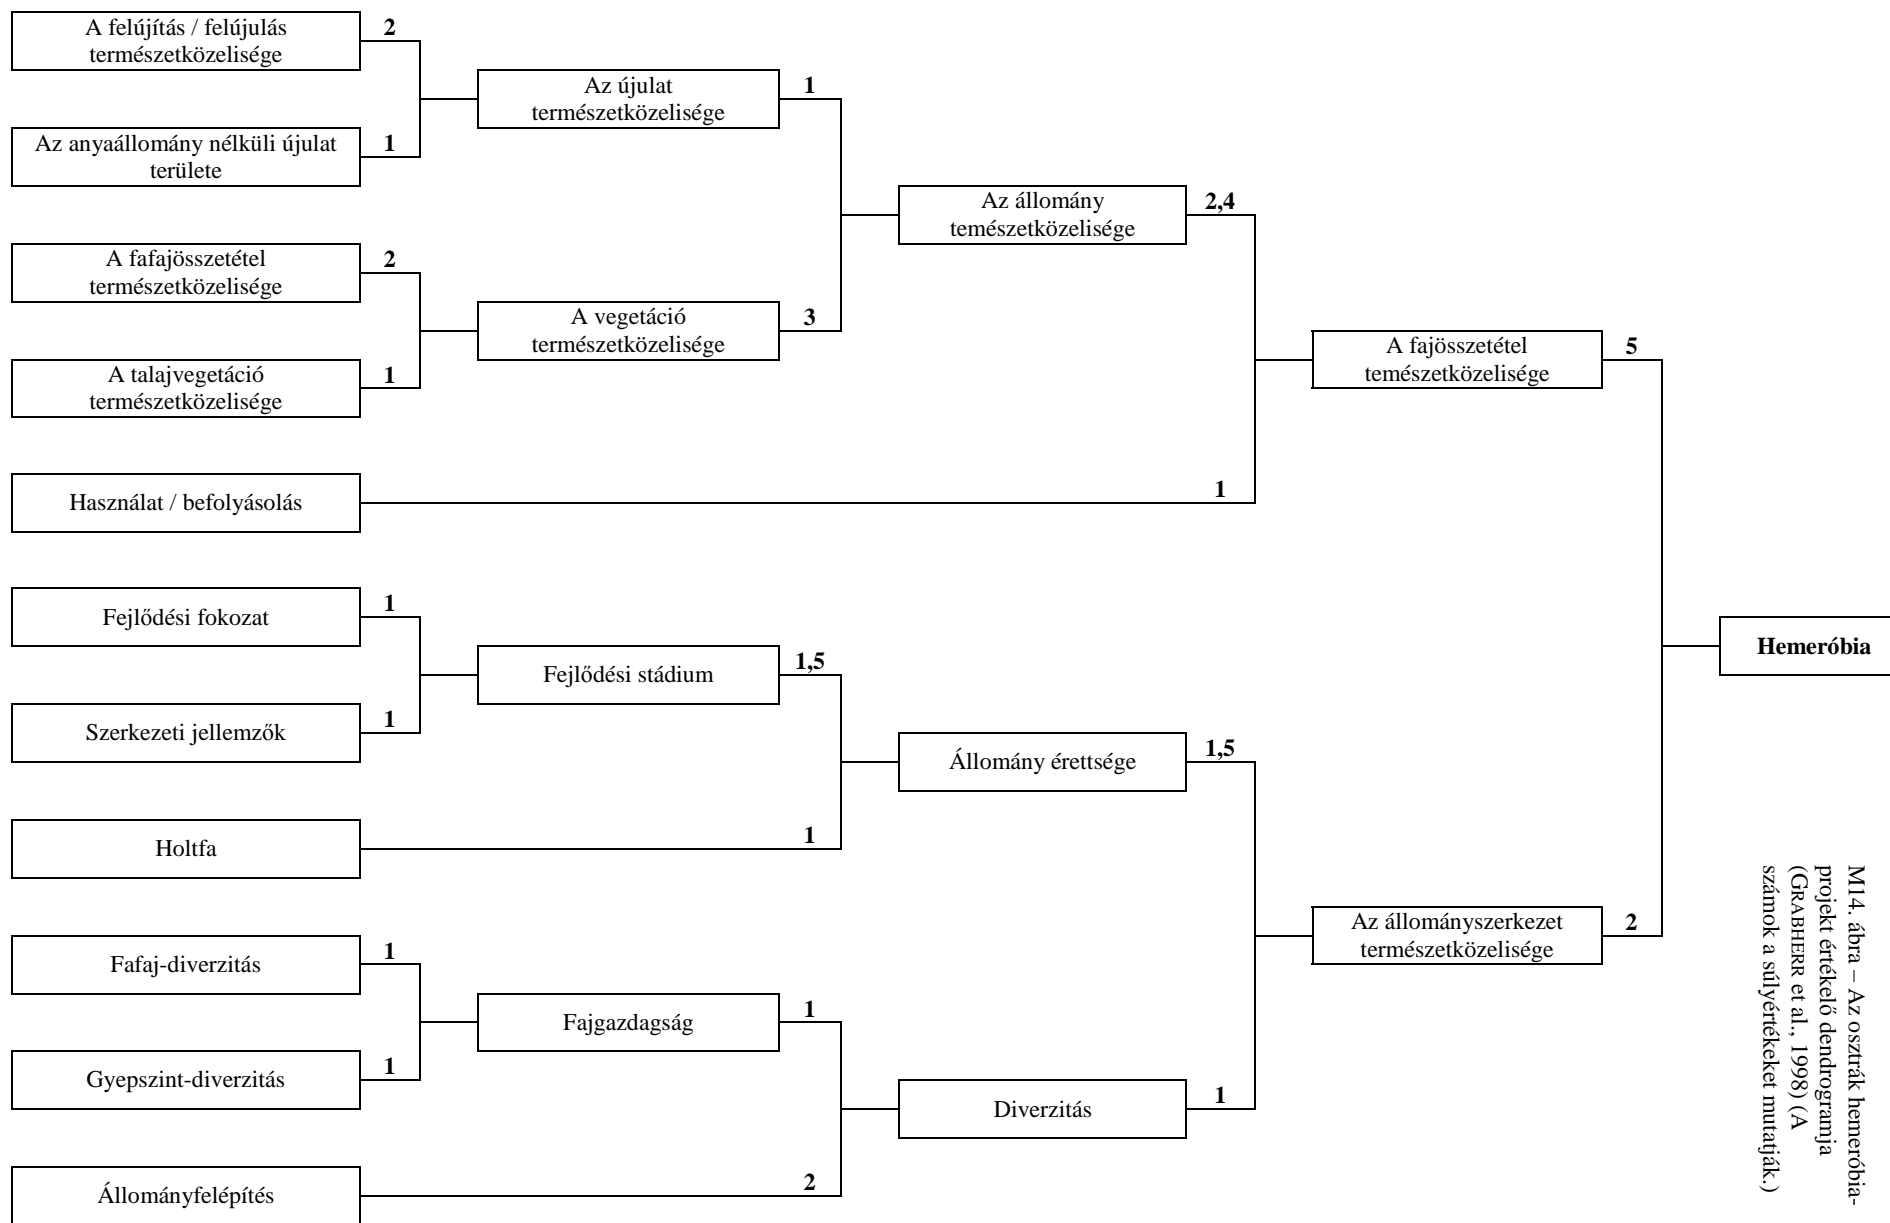 A felújítás / felújulás
természetközelisége
2
Az anyaállomány nélküli újulat
területe
1
Az újulat
természetközelisége
1
A fafajösszetétel
természetközelisége
2
A talajvegetáció
természetközelisége
1
A vegetáció
természetközelisége
3
Az állomány
temészetközelisége
2,4
Használat / befolyásolás
1
A fajösszetétel
temészetközelisége
5
Fejlődési fokozat
1
Szerkezeti jellemzők
1
Fejlődési stádium
1,5
Holtfa
1
Állomány érettsége
1,5
Fafaj-diverzitás
1
Gyepszint-diverzitás
1
Fajgazdagság
1
Állományfelépítés
2
Diverzitás
1
Az állományszerkezet
természetközelisége
2
Hemeróbia
M14. ábra – Az osztrák hemeróbia-
projekt értékelő dendrogramja
(GRABHERR et al., 1998) (A
számok a súlyértékeket mutatják.)